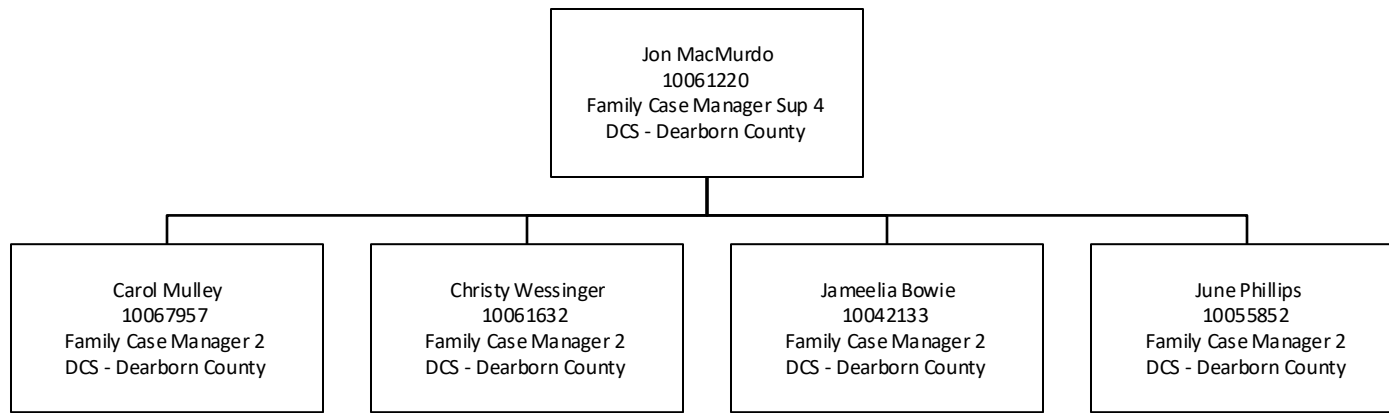 Jon MacMurdo
10061220
Family Case Manager Sup 4
DCS - Dearborn County
Carol Mulley
10067957
Family Case Manager 2
DCS - Dearborn County
Christy Wessinger
10061632
Family Case Manager 2
DCS - Dearborn County
Jameelia Bowie
10042133
Family Case Manager 2
DCS - Dearborn County
June Phillips
10055852
Family Case Manager 2
DCS - Dearborn County